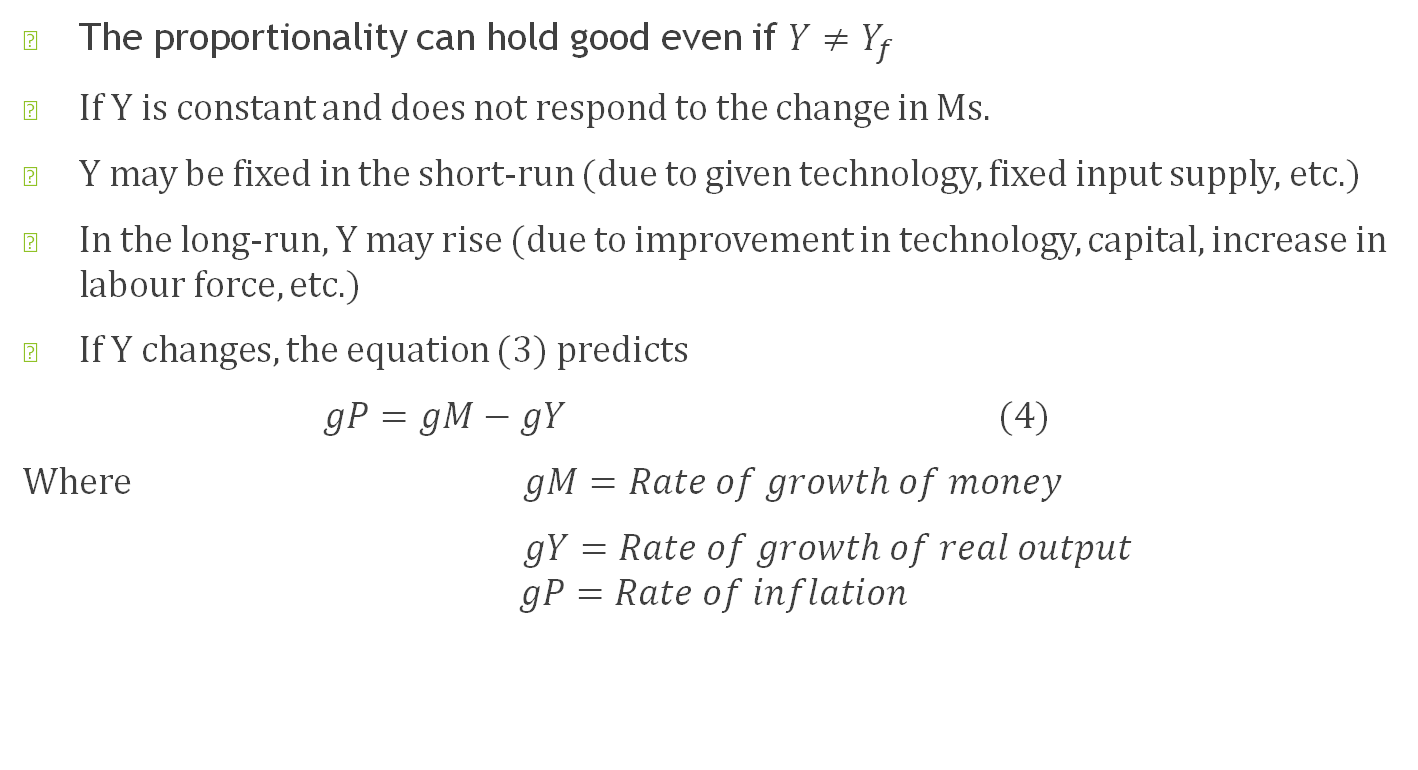 The proportionality can hold good even if Y ≠ Yf
If Y is constant and does not respond to the change in Ms.
Y may be fixed in the short-run (due to given technology, fixed input supply, etc.)
In the long-run, Y may rise (due to improvement in technology, capital, increase in
labour force, etc.)
If Y changes, the equation (3) predicts
gP = gM − gY (4)
Where gM = Rate of growth of money
gY = Rate of growth of real output
gP = Rate of inflation